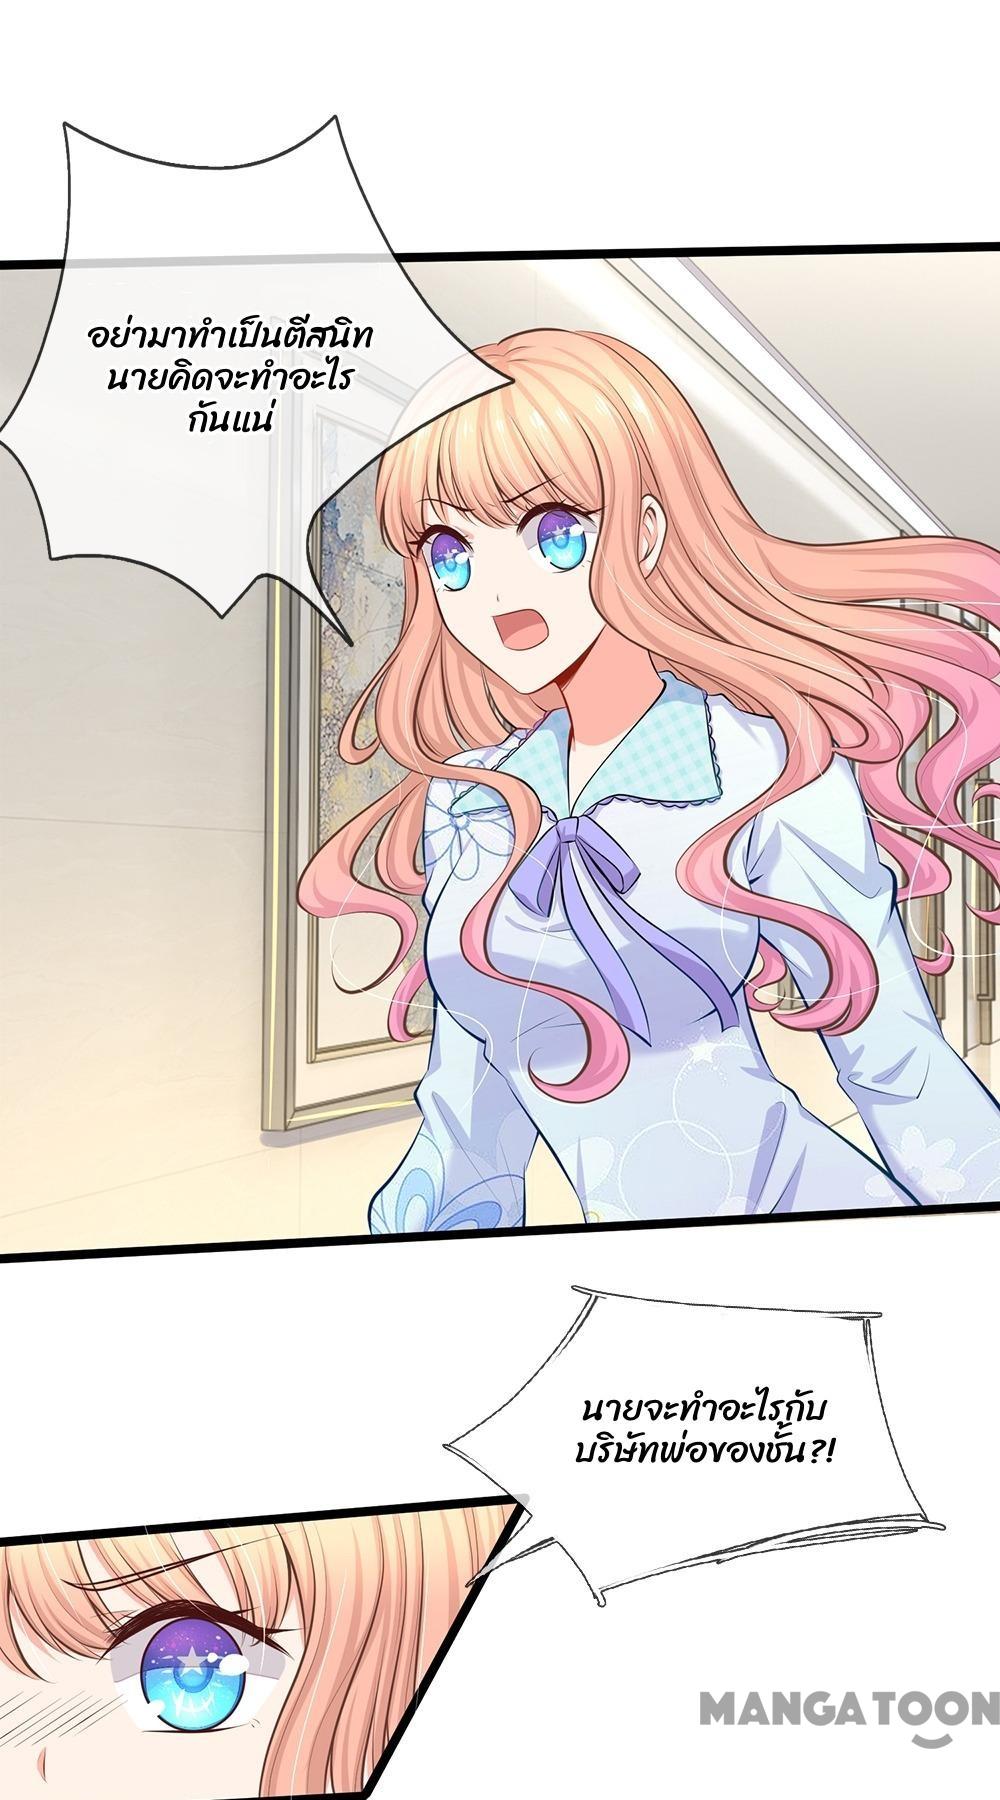 อย่ามาทำเป็นตีสนิท
นายคิดจะทำอะไร
กันแน่
นายจะทำอะไรกับ
บริษัทพ่อของชั้น?!
MANGATOON